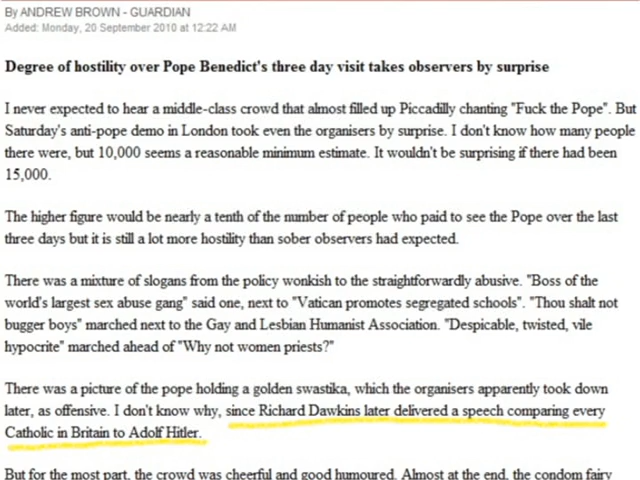 By ANDREW BROWN - GUARDIAN
Added: Monday, 20 September 2010 at 12:22 AM
Degree of hostility over Pope Benedict's three day visit takes observers by surprise
I never expected to hear a middle-class crowd that almost filled up Piccadilly chanting "Fuck the Pope". But
Saturday's anti-pope demo in London took even the organisers by surprise. I don't know how many people
there were, but 10,000 seems a reasonable minimum estimate. It wouldn't be surprising if there had been
15,000.
The higher figure would be nearly a tenth of the number of people who paid to see the Pope over the last
three days but it is still a lot more hostility than sober observers had expected.
There was a mixture of slogans from the policy wonkish to the straightforwardly abusive. "Boss of the
world's largest sex abuse gang" said one, next to "Vatican promotes segregated schools". "Thou shalt not
bugger boys" marched next to the Gay and Lesbian Humanist Association. "Despicable, twisted, vile
hypocrite" marched ahead of "Why not women priests?"
There was a picture of the pope holding a golden swastika, which the organisers apparently took down
later, as offensive. I don't know why, since Richard Dawkins later delivered a speech comparing every
Catholic in Britain to Adolf Hitler.
But for the most part, the crowd was cheerful and good humoured. Almost at the end, the condom fairy